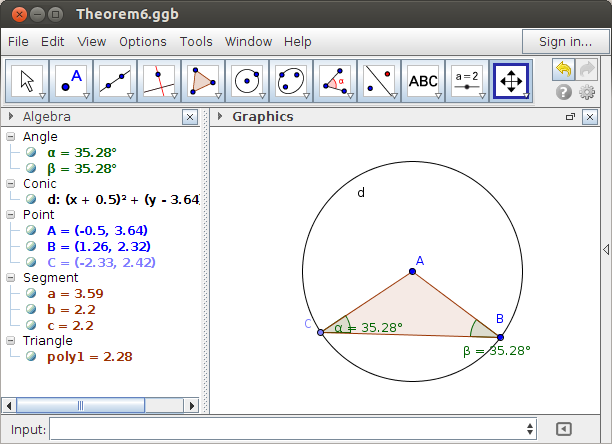 Theorem6.ggb
File Edit View Options Tools Window Help Sign in...
A α ABC a = 2
Algebra
Graphics
Angle
α = 35.28°
β = 35.28°
Conic
d: (x + 0.5)² + (y - 3.64)
Point
A = (-0.5, 3.64)
B = (1.26, 2.32)
C = (-2.33, 2.42)
Segment
a = 3.59
b = 2.2
c = 2.2
Triangle
poly1 = 2.28
d
A
C
B
α = 35.28°
β = 35.28°
Input: